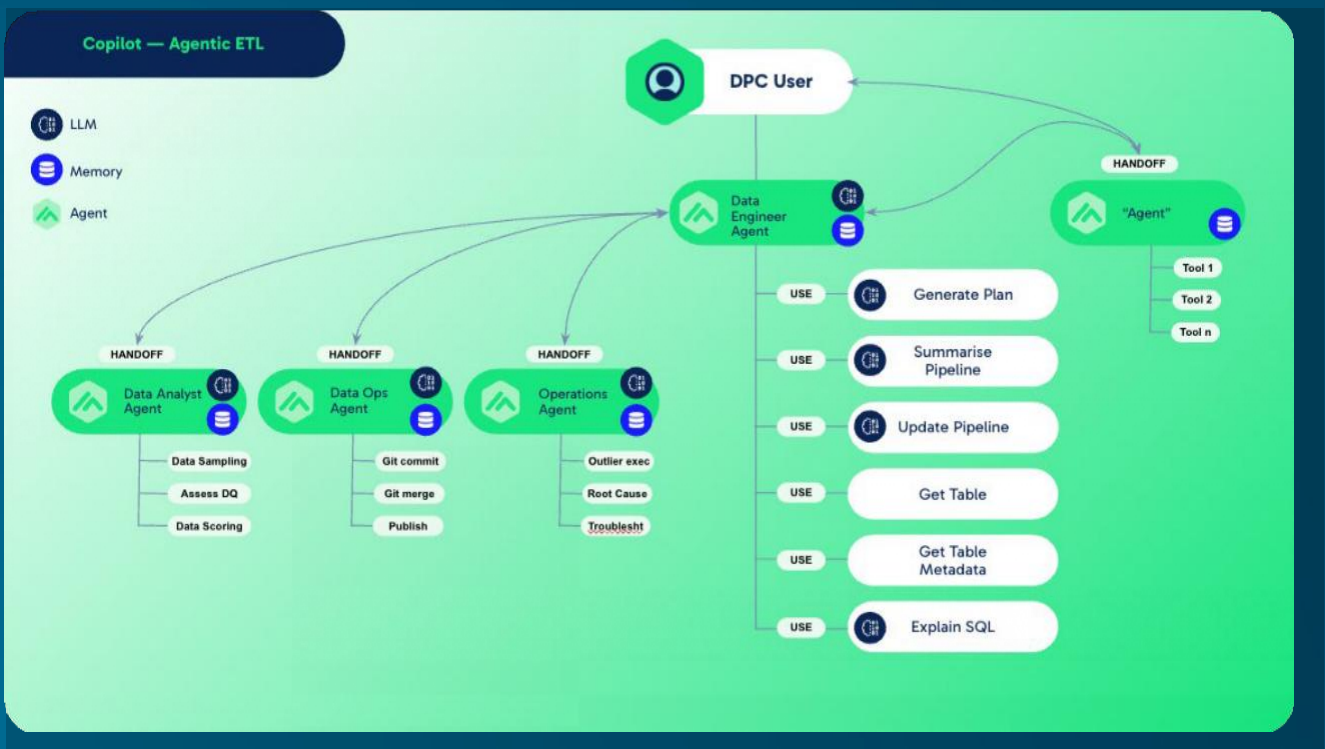 Copilot — Agentic ETL
LLM
Memory
Agent
DPC User
HANDOFF
"Agent"
Tool 1
Tool 2
Tool n
Data
Engineer
Agent
USE
Generate Plan
USE
Summarise
Pipeline
USE
Update Pipeline
USE
Get Table
USE
Get Table
Metadata
USE
Explain SQL
HANDOFF
Data Analyst
Agent
Data Sampling
Assess DQ
Data Scoring
HANDOFF
Data Ops
Agent
Git commit
Git merge
Publish
HANDOFF
Operations
Agent
Outlier exec
Root Cause
Troublesht